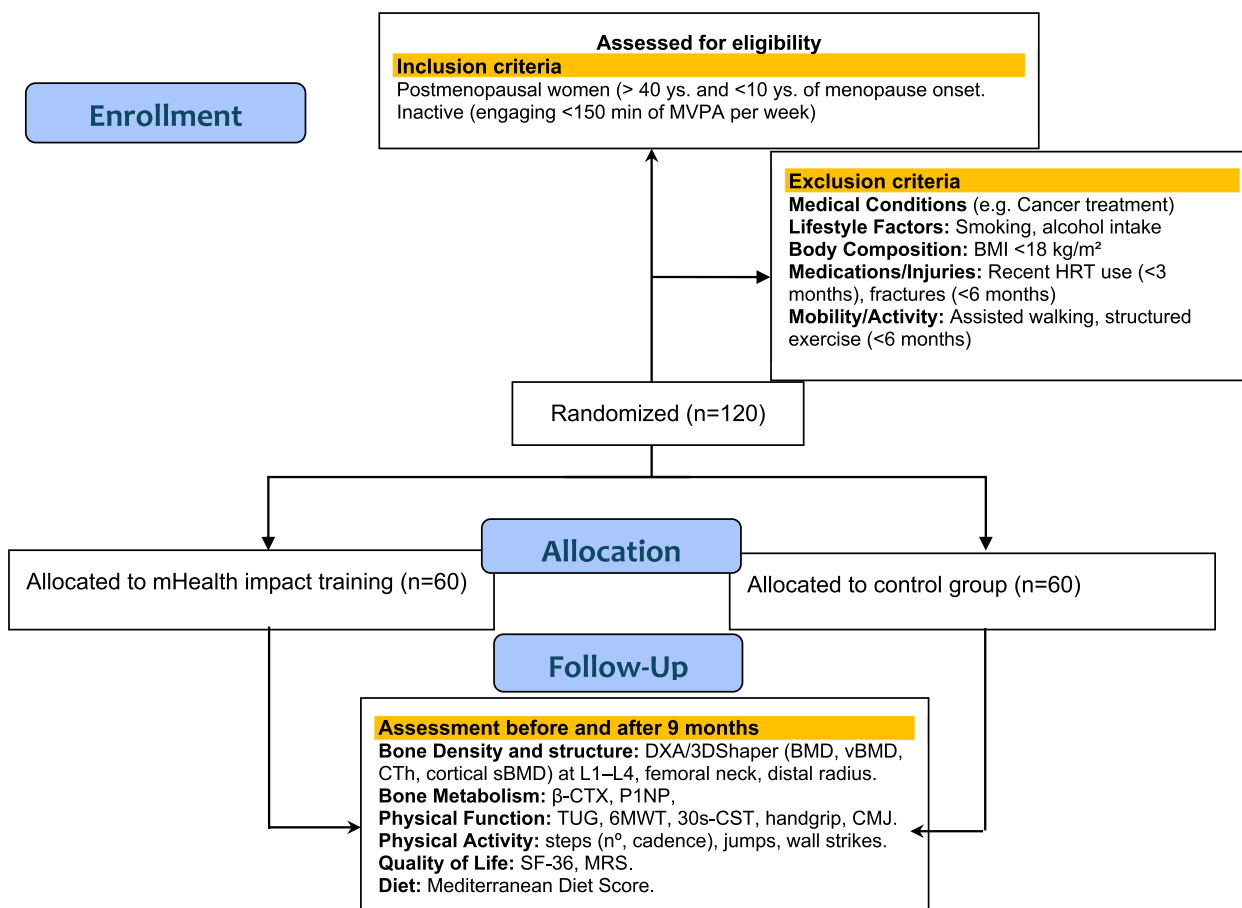 Assessed for eligibility
Inclusion criteria
Postmenopausal women (> 40 ys. and <10 ys. of menopause onset.
Inactive (engaging <150 min of MVPA per week)
Enrollment
Exclusion criteria
Medical Conditions (e.g. Cancer treatment)
Lifestyle Factors: Smoking, alcohol intake
Body Composition: BMI <18 kg/m²
Medications/Injuries: Recent HRT use (<3
months), fractures (<6 months)
Mobility/Activity: Assisted walking, structured
exercise (<6 months)
Randomized (n=120)
Allocation
Allocated to mHealth impact training (n=60)
Allocated to control group (n=60)
Follow-Up
Assessment before and after 9 months
Bone Density and structure: DXA/3DShaper (BMD, vBMD,
CTh, cortical sBMD) at L1–L4, femoral neck, distal radius.
Bone Metabolism: β-CTX, P1NP,
Physical Function: TUG, 6MWT, 30s-CST, handgrip, CMJ.
Physical Activity: steps (nº, cadence), jumps, wall strikes.
Quality of Life: SF-36, MRS.
Diet: Mediterranean Diet Score.